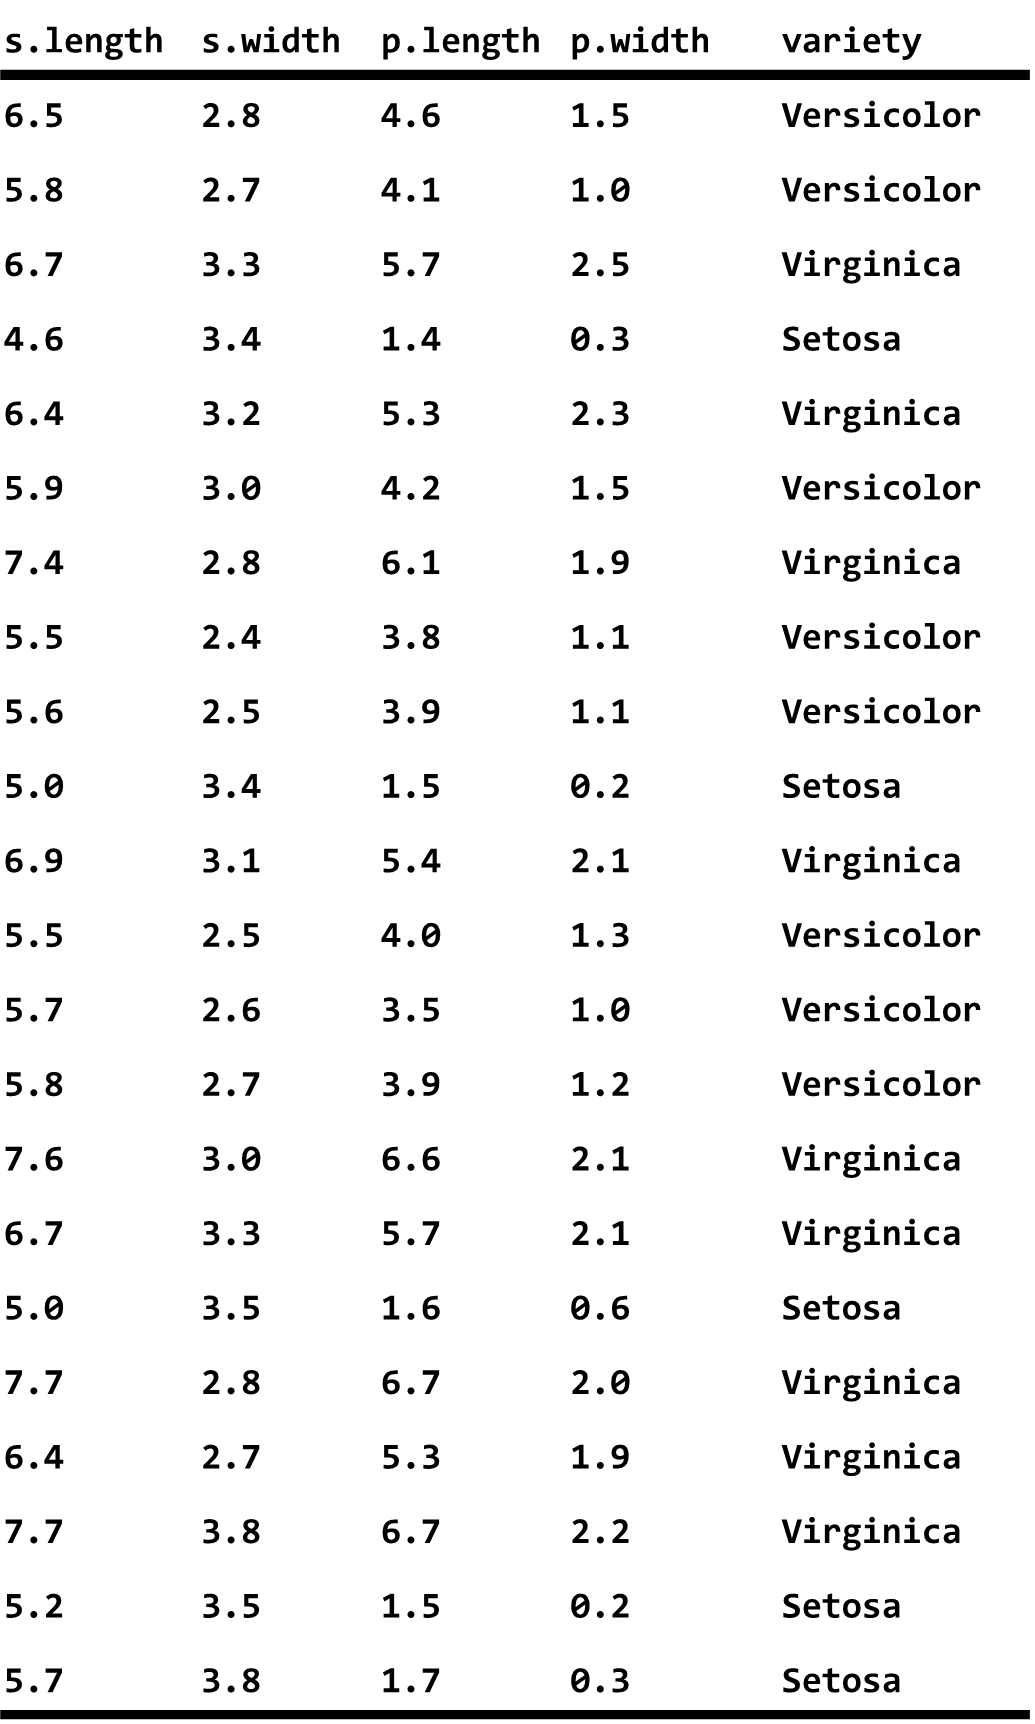 s.length s.width p.length p.width variety
6.5 2.8 4.6 1.5 Versicolor
5.8 2.7 4.1 1.0 Versicolor
6.7 3.3 5.7 2.5 Virginica
4.6 3.4 1.4 0.3 Setosa
6.4 3.2 5.3 2.3 Virginica
5.9 3.0 4.2 1.5 Versicolor
7.4 2.8 6.1 1.9 Virginica
5.5 2.4 3.8 1.1 Versicolor
5.6 2.5 3.9 1.1 Versicolor
5.0 3.4 1.5 0.2 Setosa
6.9 3.1 5.4 2.1 Virginica
5.5 2.5 4.0 1.3 Versicolor
5.7 2.6 3.5 1.0 Versicolor
5.8 2.7 3.9 1.2 Versicolor
7.6 3.0 6.6 2.1 Virginica
6.7 3.3 5.7 2.1 Virginica
5.0 3.5 1.6 0.6 Setosa
7.7 2.8 6.7 2.0 Virginica
6.4 2.7 5.3 1.9 Virginica
7.7 3.8 6.7 2.2 Virginica
5.2 3.5 1.5 0.2 Setosa
5.7 3.8 1.7 0.3 Setosa